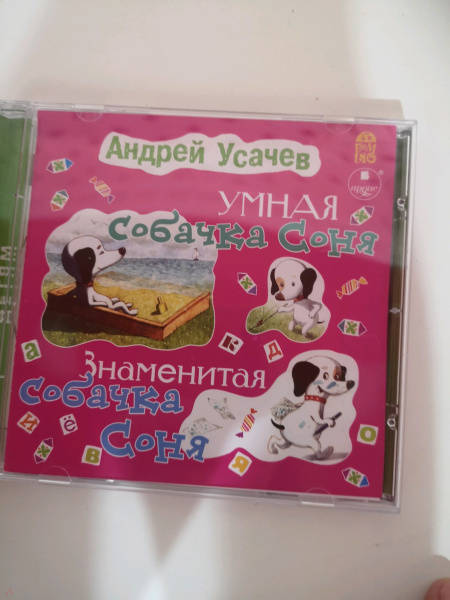 Андрей Усачев
УМНАЯ
Собачка Соня
Знаменитая
Собачка
Соня
а
к
д
и
ё
в
я
о